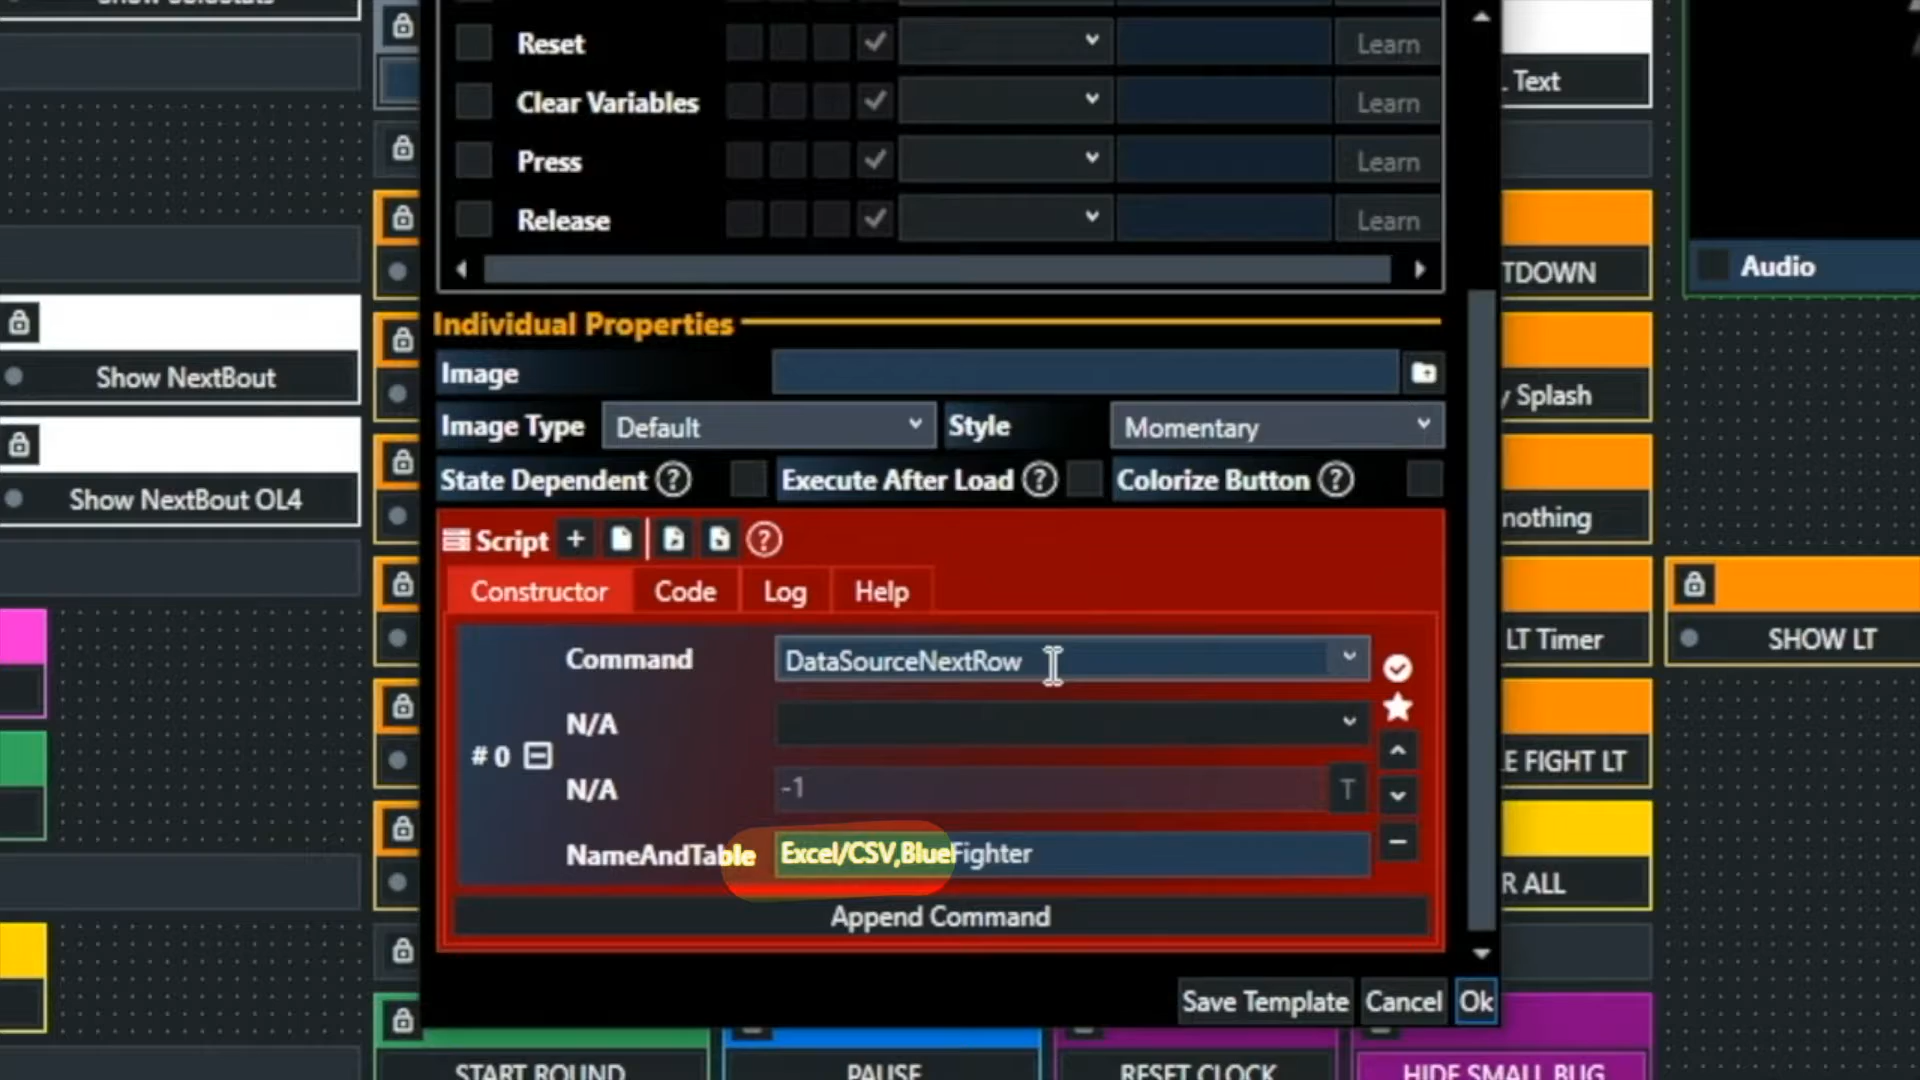 Reset Learn
Clear Variables Learn
Press Learn
Release Learn
Text
TDOWN
Audio
Individual Properties
Image
Show NextBout
Splash
Image Type Default Style Momentary
State Dependent ? Execute After Load ? Colorize Button ?
Show NextBout OL4
nothing
Script + ?
Constructor Code Log Help
Command DataSourceNextRow
LT Timer
SHOW LT
N/A
# 0
E FIGHT LT
N/A -1 T
NameAndTable Excel/CSV,BlueFighter
R ALL
Append Command
Save Template Cancel Ok
START ROUND
PAUSE
RESET CLOCK
HIDE SMALL BUG